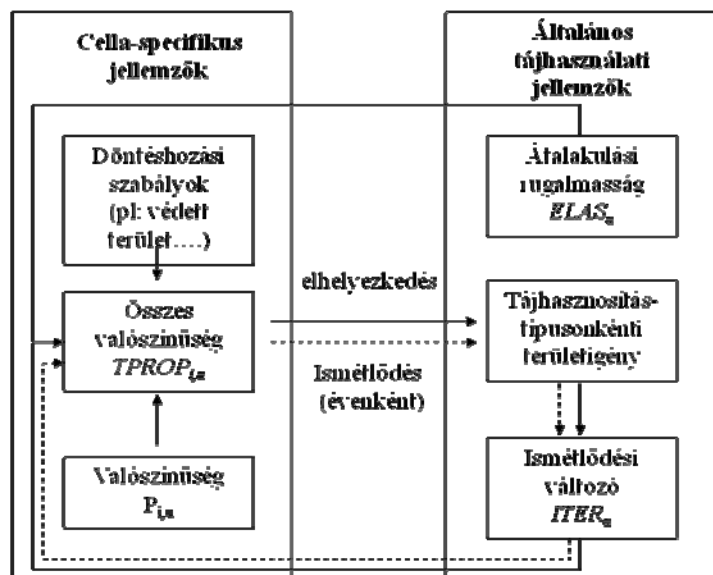 Cella-specifikus
jellemzők
Döntéshozási
szabályok
(pl: védett
terület….)
Összes
valószínűség
TPROPi,u
Valószínűség
Pi,u
elhelyezkedés
Ismétlődés
(évenként)
Általános
tájhasználati
jellemzők
Átalakulási
rugalmasság
ELASu
Tájhasznosítás-
típusonkénti
területigény
Ismétlődési
változó
ITERu